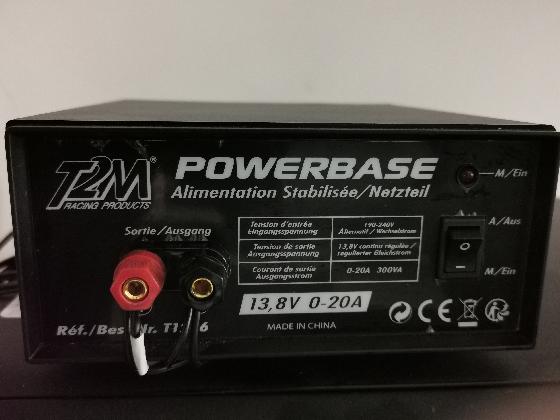 T2M®
RACING PRODUCTS
POWERBASE
Alimentation Stabilisée/Netzteil
M/Ein
Sortie/Ausgang
Tension d'entrée
Eingangsspannung
190-240V
Alternatif / Wechselstrom
Tension de sortie
Ausgangsspannung
13,8V continu régulée /
regulierter Gleichstrom
Courant de sortie
Ausgangsstrom
0-20A 300VA
A/Aus
M/Ein
13,8V 0-20A
Réf./Best Nr.
MADE IN CHINA
CE